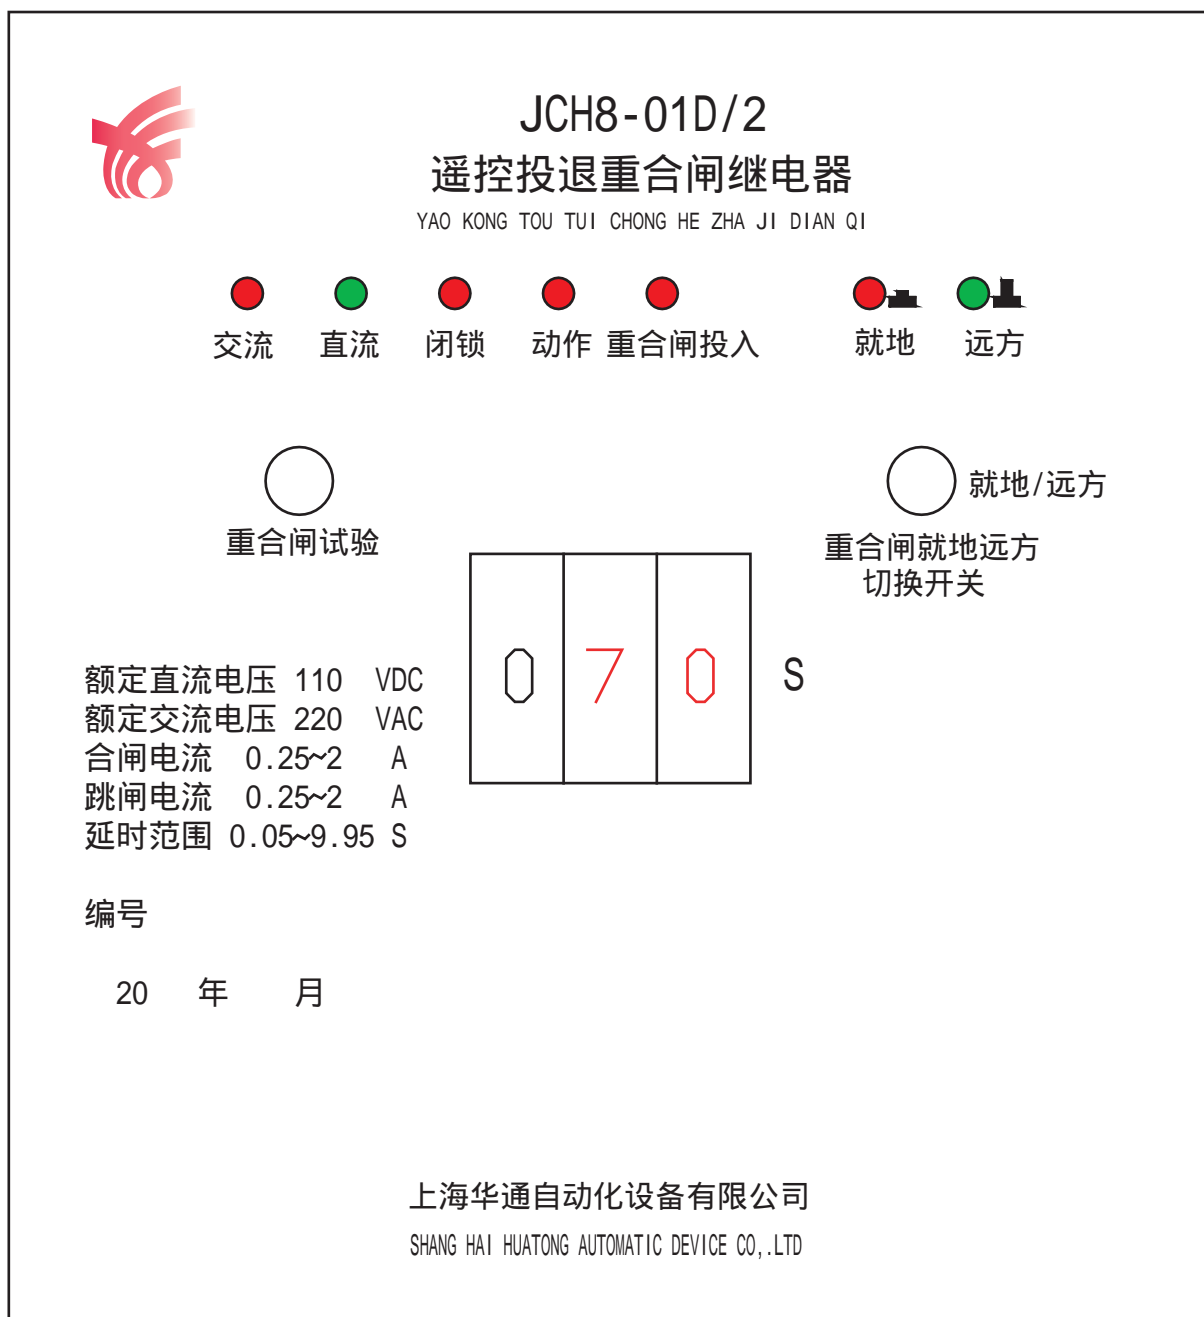 JCH8-01D/2
遥控投退重合闸继电器
YAO KONG TOU TUI CHONG HE ZHA JI DIAN QI
交流 直流 闭锁 动作 重合闸投入 就地 远方
就地/远方
重合闸试验
重合闸就地远方
切换开关
0 7 0 S
额定直流电压 110 VDC
额定交流电压 220 VAC
合闸电流 0.25~2 A
跳闸电流 0.25~2 A
延时范围 0.05~9.95 S
编号
20 年 月
上海华通自动化设备有限公司
SHANG HAI HUATONG AUTOMATIC DEVICE CO,.LTD